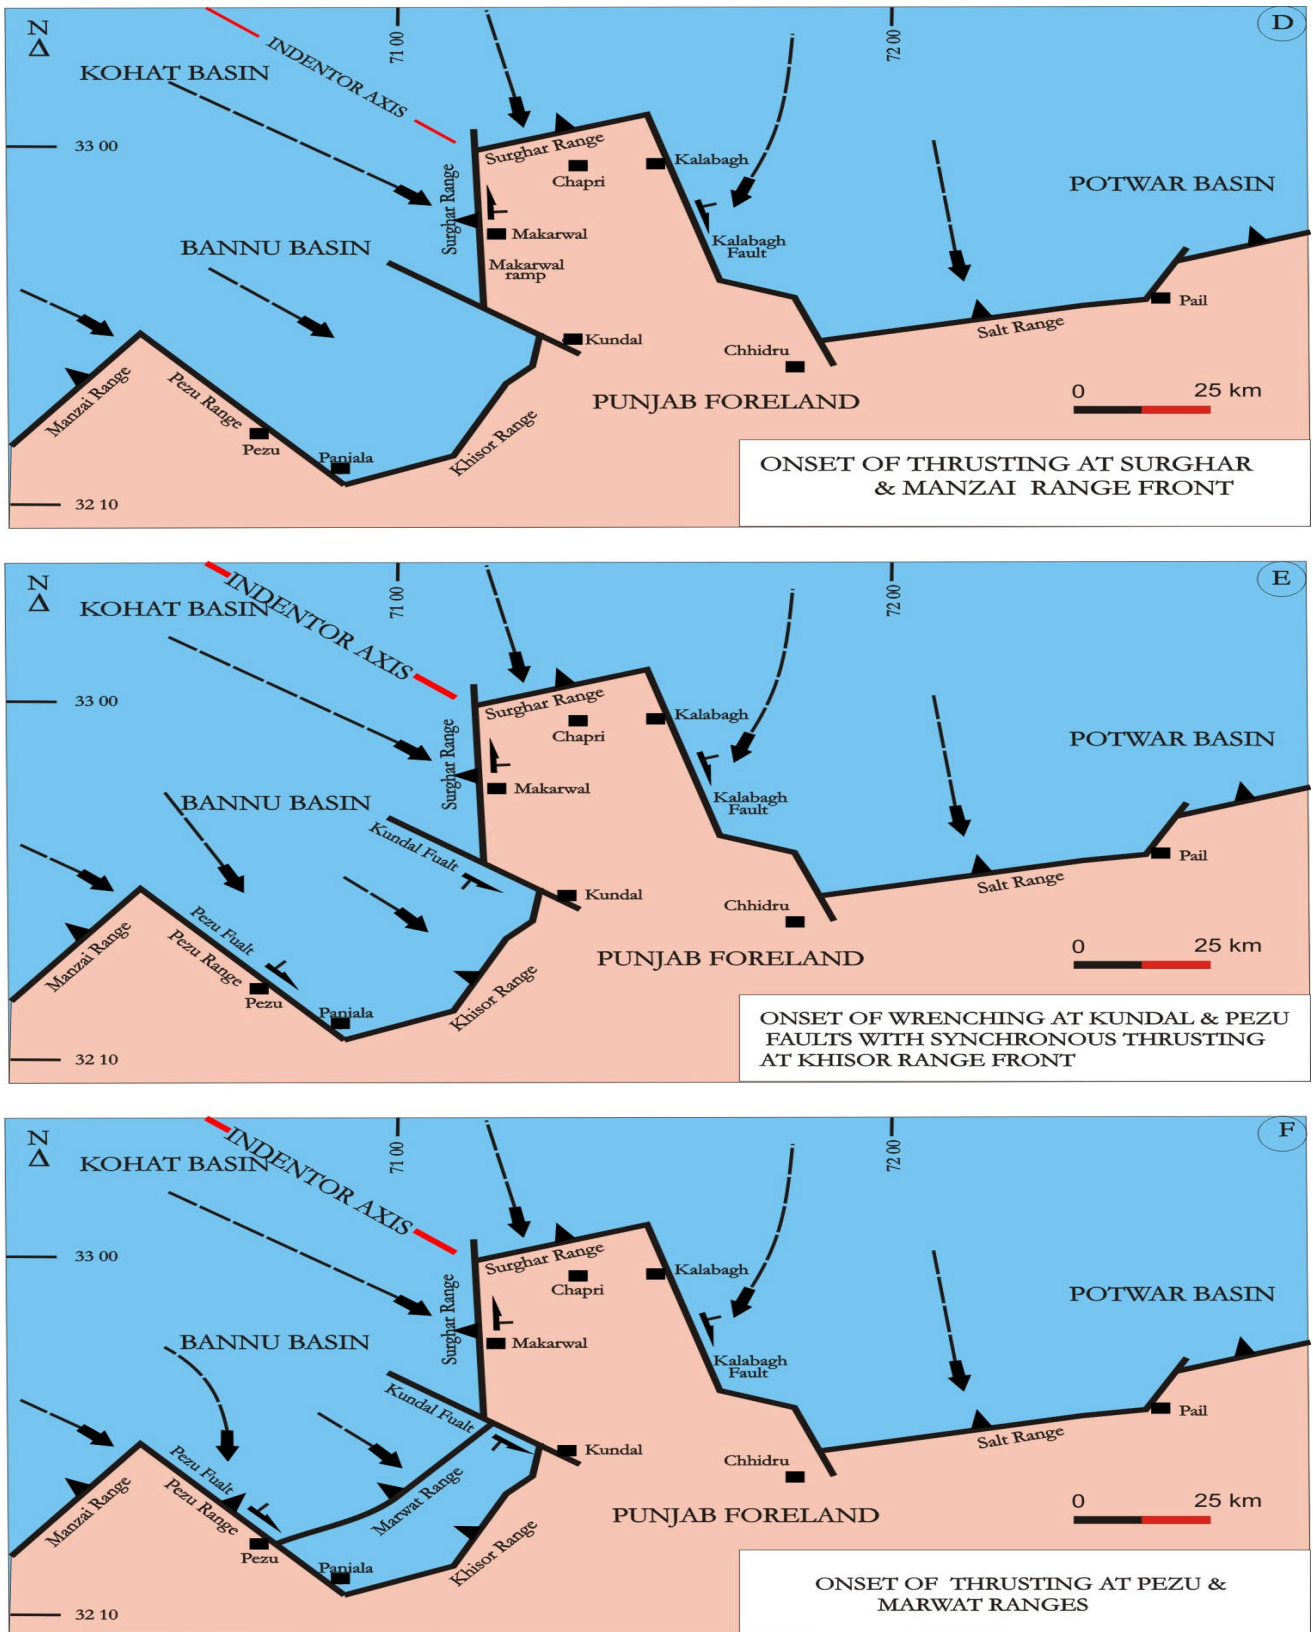 N
D
71 00
72 00
INDENTOR AXIS
KOHAT BASIN
33 00
Surghar Range
Chapri
Kalabagh
Surghar Range
POTWAR BASIN
Makarwal
Kalabagh
Fault
BANNU BASIN
Makarwal
ramp
Pail
Salt Range
Kundal
Chhidru
Manzai Range
Pezu Range
PUNJAB FORELAND
0 25 km
Khisor Range
Pezu
Panjala
32 10
ONSET OF THRUSTING AT SURGHAR
& MANZAI RANGE FRONT
N
E
71 00
72 00
INDENTOR AXIS
KOHAT BASIN
33 00
Surghar Range
Chapri
Kalabagh
Surghar Range
POTWAR BASIN
Makarwal
Kalabagh
Fault
BANNU BASIN
Kundal Fualt
Pail
Salt Range
Kundal
Chhidru
Pezu Fualt
Manzai Range
Pezu Range
PUNJAB FORELAND
0 25 km
Khisor Range
Pezu
Panjala
32 10
ONSET OF WRENCHING AT KUNDAL & PEZU
FAULTS WITH SYNCHRONOUS THRUSTING
AT KHISOR RANGE FRONT
N
F
71 00
72 00
INDENTOR AXIS
KOHAT BASIN
33 00
Surghar Range
Chapri
Kalabagh
Surghar Range
POTWAR BASIN
Makarwal
Kalabagh
Fault
BANNU BASIN
Kundal Fualt
Pail
Salt Range
Kundal
Chhidru
Pezu Fualt
Manzai Range
Pezu Range
Marwat Range
PUNJAB FORELAND
0 25 km
Khisor Range
Pezu
Panjala
32 10
ONSET OF THRUSTING AT PEZU &
MARWAT RANGES